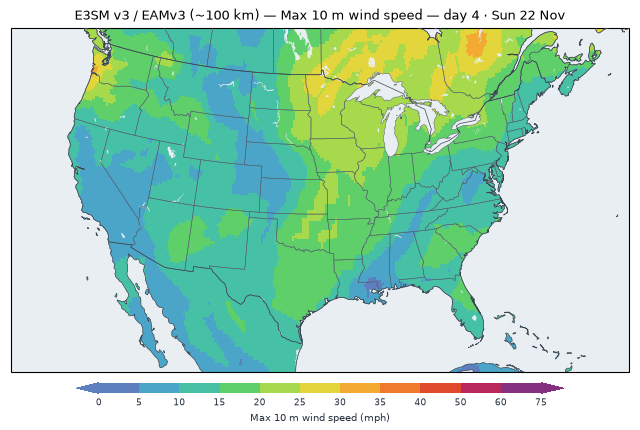 E3SM v3 / EAMv3 (~100 km) — Max 10 m wind speed — day 4 · Sun 22 Nov
0 5 10 15 20 25 30 35 40 50 60 75
Max 10 m wind speed (mph)